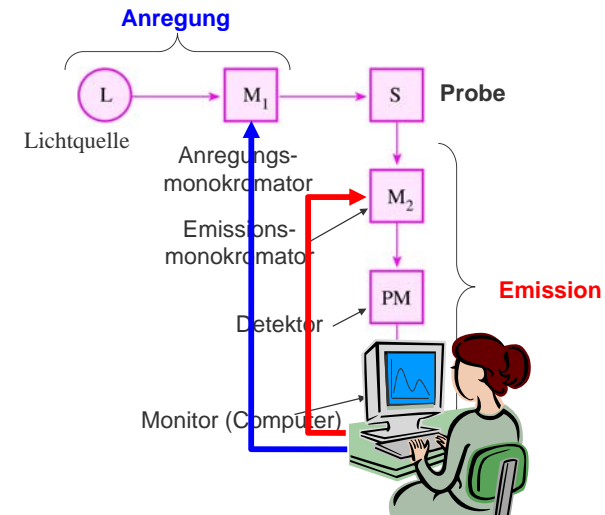 Anregung
L
M1
S
Probe
Lichtquelle
Anregungs-
monokromator
M2
Emissions-
monokromator
PM
Emission
Detektor
Monitor (Computer)